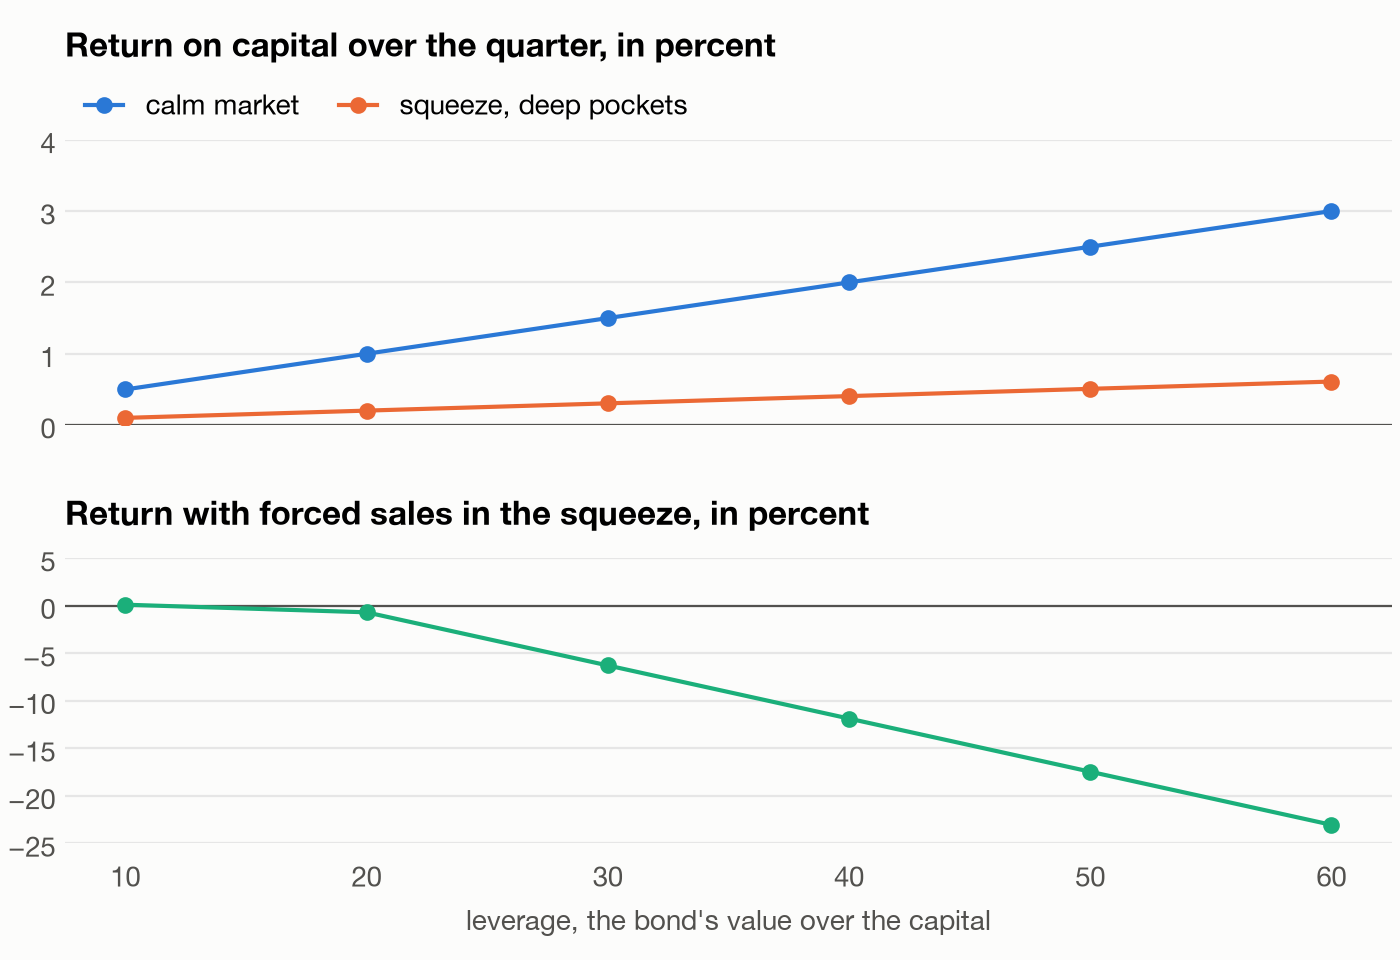 Return on capital over the quarter, in percent
calm market squeeze, deep pockets
4
3
2
1
0
Return with forced sales in the squeeze, in percent
5
0
−5
−10
−15
−20
−25
10 20 30 40 50 60
leverage, the bond's value over the capital